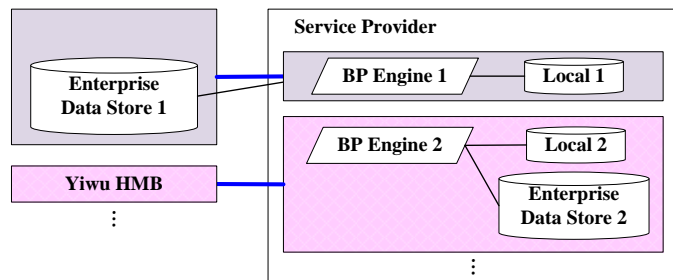 Service Provider
Enterprise
Data Store 1
BP Engine 1
Local 1
BP Engine 2
Local 2
Yiwu HMB
Enterprise
Data Store 2
⋮
⋮